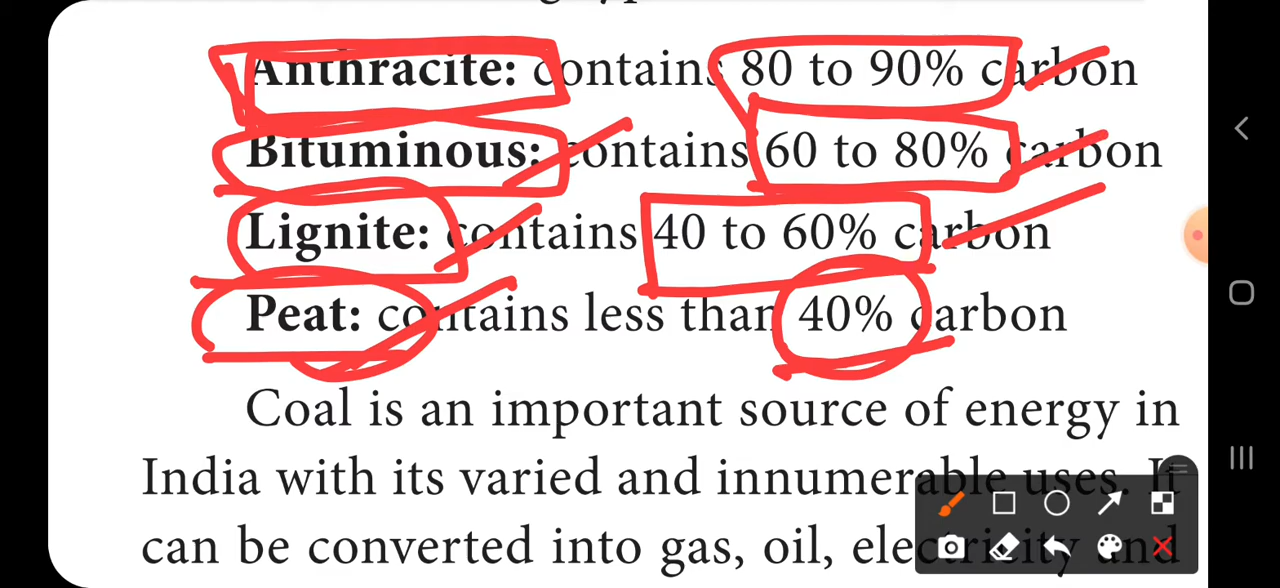 Anthracite: contains 80 to 90% carbon
Bituminous: contains 60 to 80% carbon
Lignite: contains 40 to 60% carbon
Peat: contains less than 40% carbon
Coal is an important source of energy in
India with its varied and innumerable uses. It
can be converted into gas, oil, electricity and